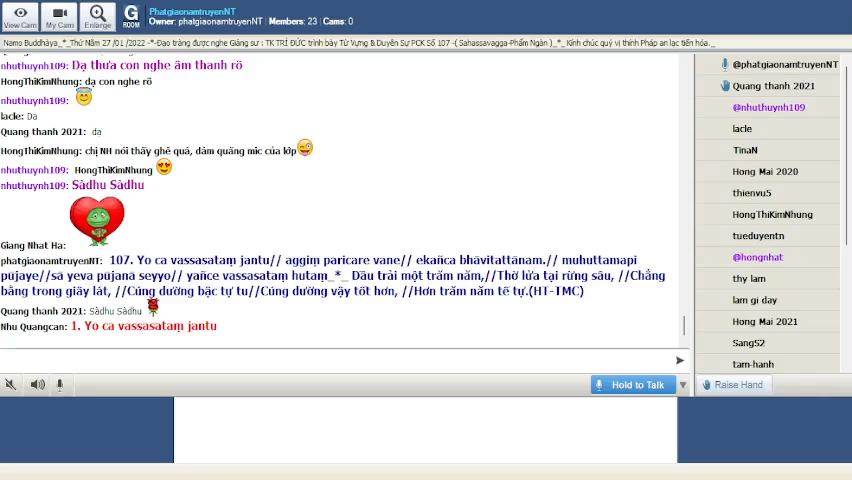 PhatgiaonamtruyenNT
Owner: phatgiaonamtruyenNT | Members: 23 | Cams: 0
View Cam
My Cam
Enlarge
G
ROOM
Namo Buddhàya_*_Thứ Năm 27 /01 /2022 -*-Đạo tràng được nghe Giảng sư : TK TRÍ ĐỨC trình bày Từ Vựng & Duyên Sự PCK Số 107 -( Sahassavagga-Phẩm Ngàn )_*_ Kính chúc quý vị thính Pháp an lạc tiến hóa._
nhuthuynh109: Dạ thưa con nghe âm thanh rõ
HongThiKimNhung: dạ con nghe rõ
nhuthuynh109:
lacle: Dạ
Quang thanh 2021: dạ
HongThiKimNhung: chị NH nói thấy ghê quá, dám quăng mic của lớp
nhuthuynh109: HongThiKimNhung
nhuthuynh109: Sàdhu Sàdhu
Giang Nhat Ha:
phatgiaonamtruyenNT: 107. Yo ca vassasataṃ jantu// aggiṃ paricare vane// ekañca bhāvitattānaṃ.// muhuttamapi
pūjaye//sā yeva pūjanā seyyo// yañce vassasataṃ hutaṃ_*_ Dầu trải một trăm năm,//Thờ lửa tại rừng sâu, //Chẳng
bằng trong giây lát, //Cúng dường bậc tự tu//Cúng dường vậy tốt hơn, //Hơn trăm năm tế tự.(HT-TMC)
Quang thanh 2021: Sàdhu Sàdhu
Nhu Quangcan: 1. Yo ca vassasataṃ jantu
Hold to Talk
@phatgiaonamtruyenNT
Quang thanh 2021
@nhuthuynh109
lacle
TinaN
Hong Mai 2020
thienvu5
HongThiKimNhung
tueduyentn
@hongnhat
thy lam
lam gi day
Hong Mai 2021
SangS2
tam-hanh
Raise Hand